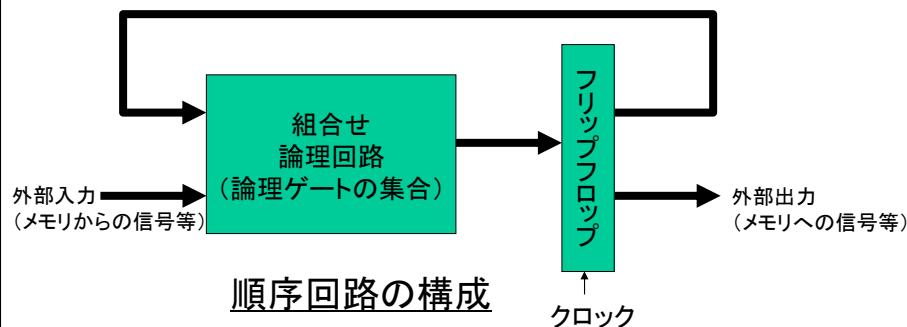 組合せ
論理回路
(論理ゲートの集合)
フリップフロップ
外部入力
(メモリからの信号等)
外部出力
(メモリへの信号等)
順序回路の構成
クロック